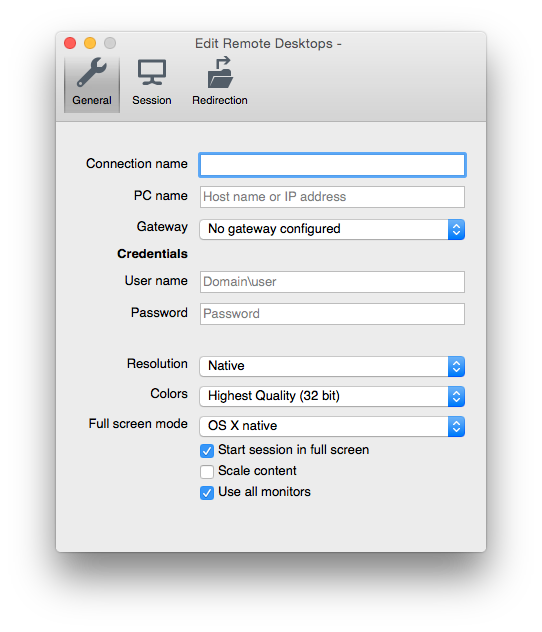 Edit Remote Desktops -
General Session Redirection
Connection name
PC name Host name or IP address
Gateway No gateway configured
Credentials
User name Domain\user
Password Password
Resolution Native
Colors Highest Quality (32 bit)
Full screen mode OS X native
Start session in full screen
Scale content
Use all monitors